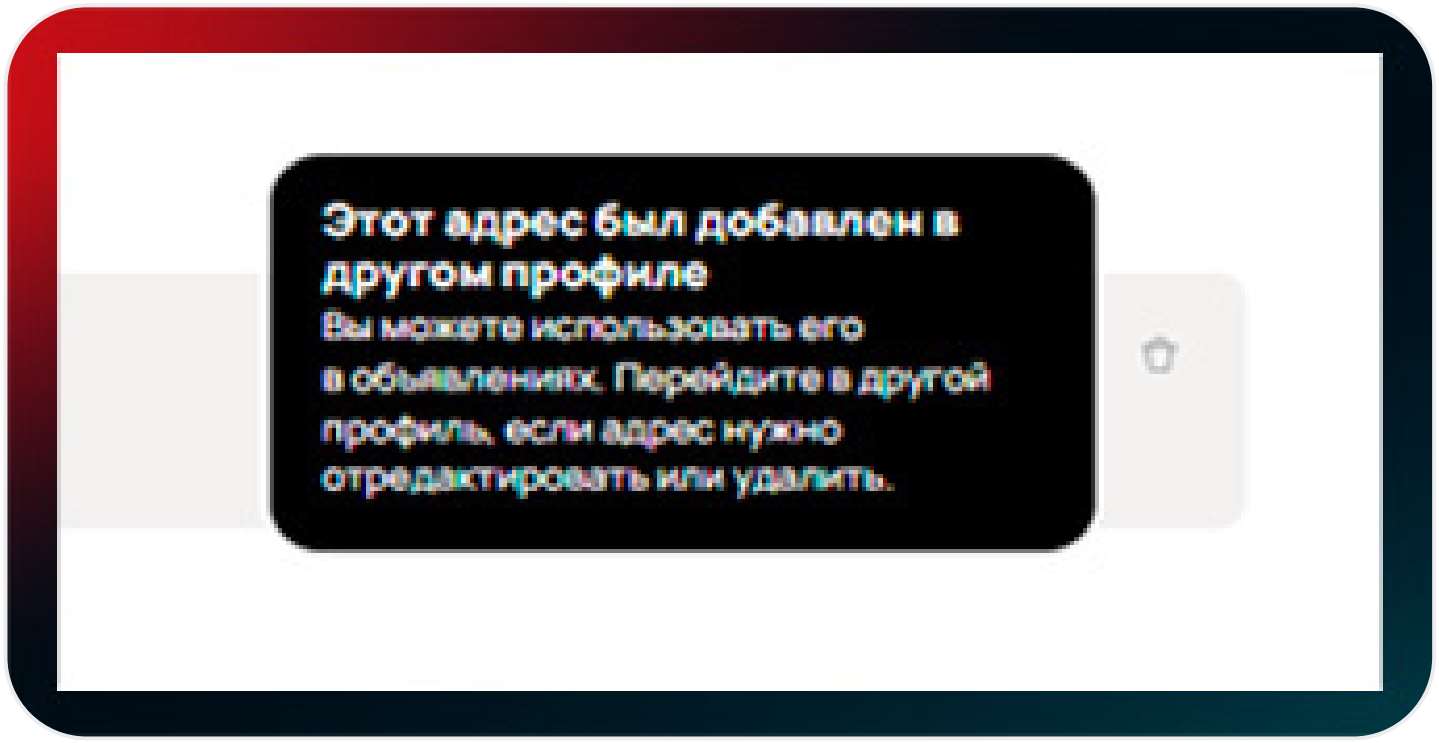 Этот адрес был добавлен в
другом профиле
Вы можете использовать его
в объявлениях. Перейдите в другой
профиль, если адрес нужно
отредактировать или удалить.